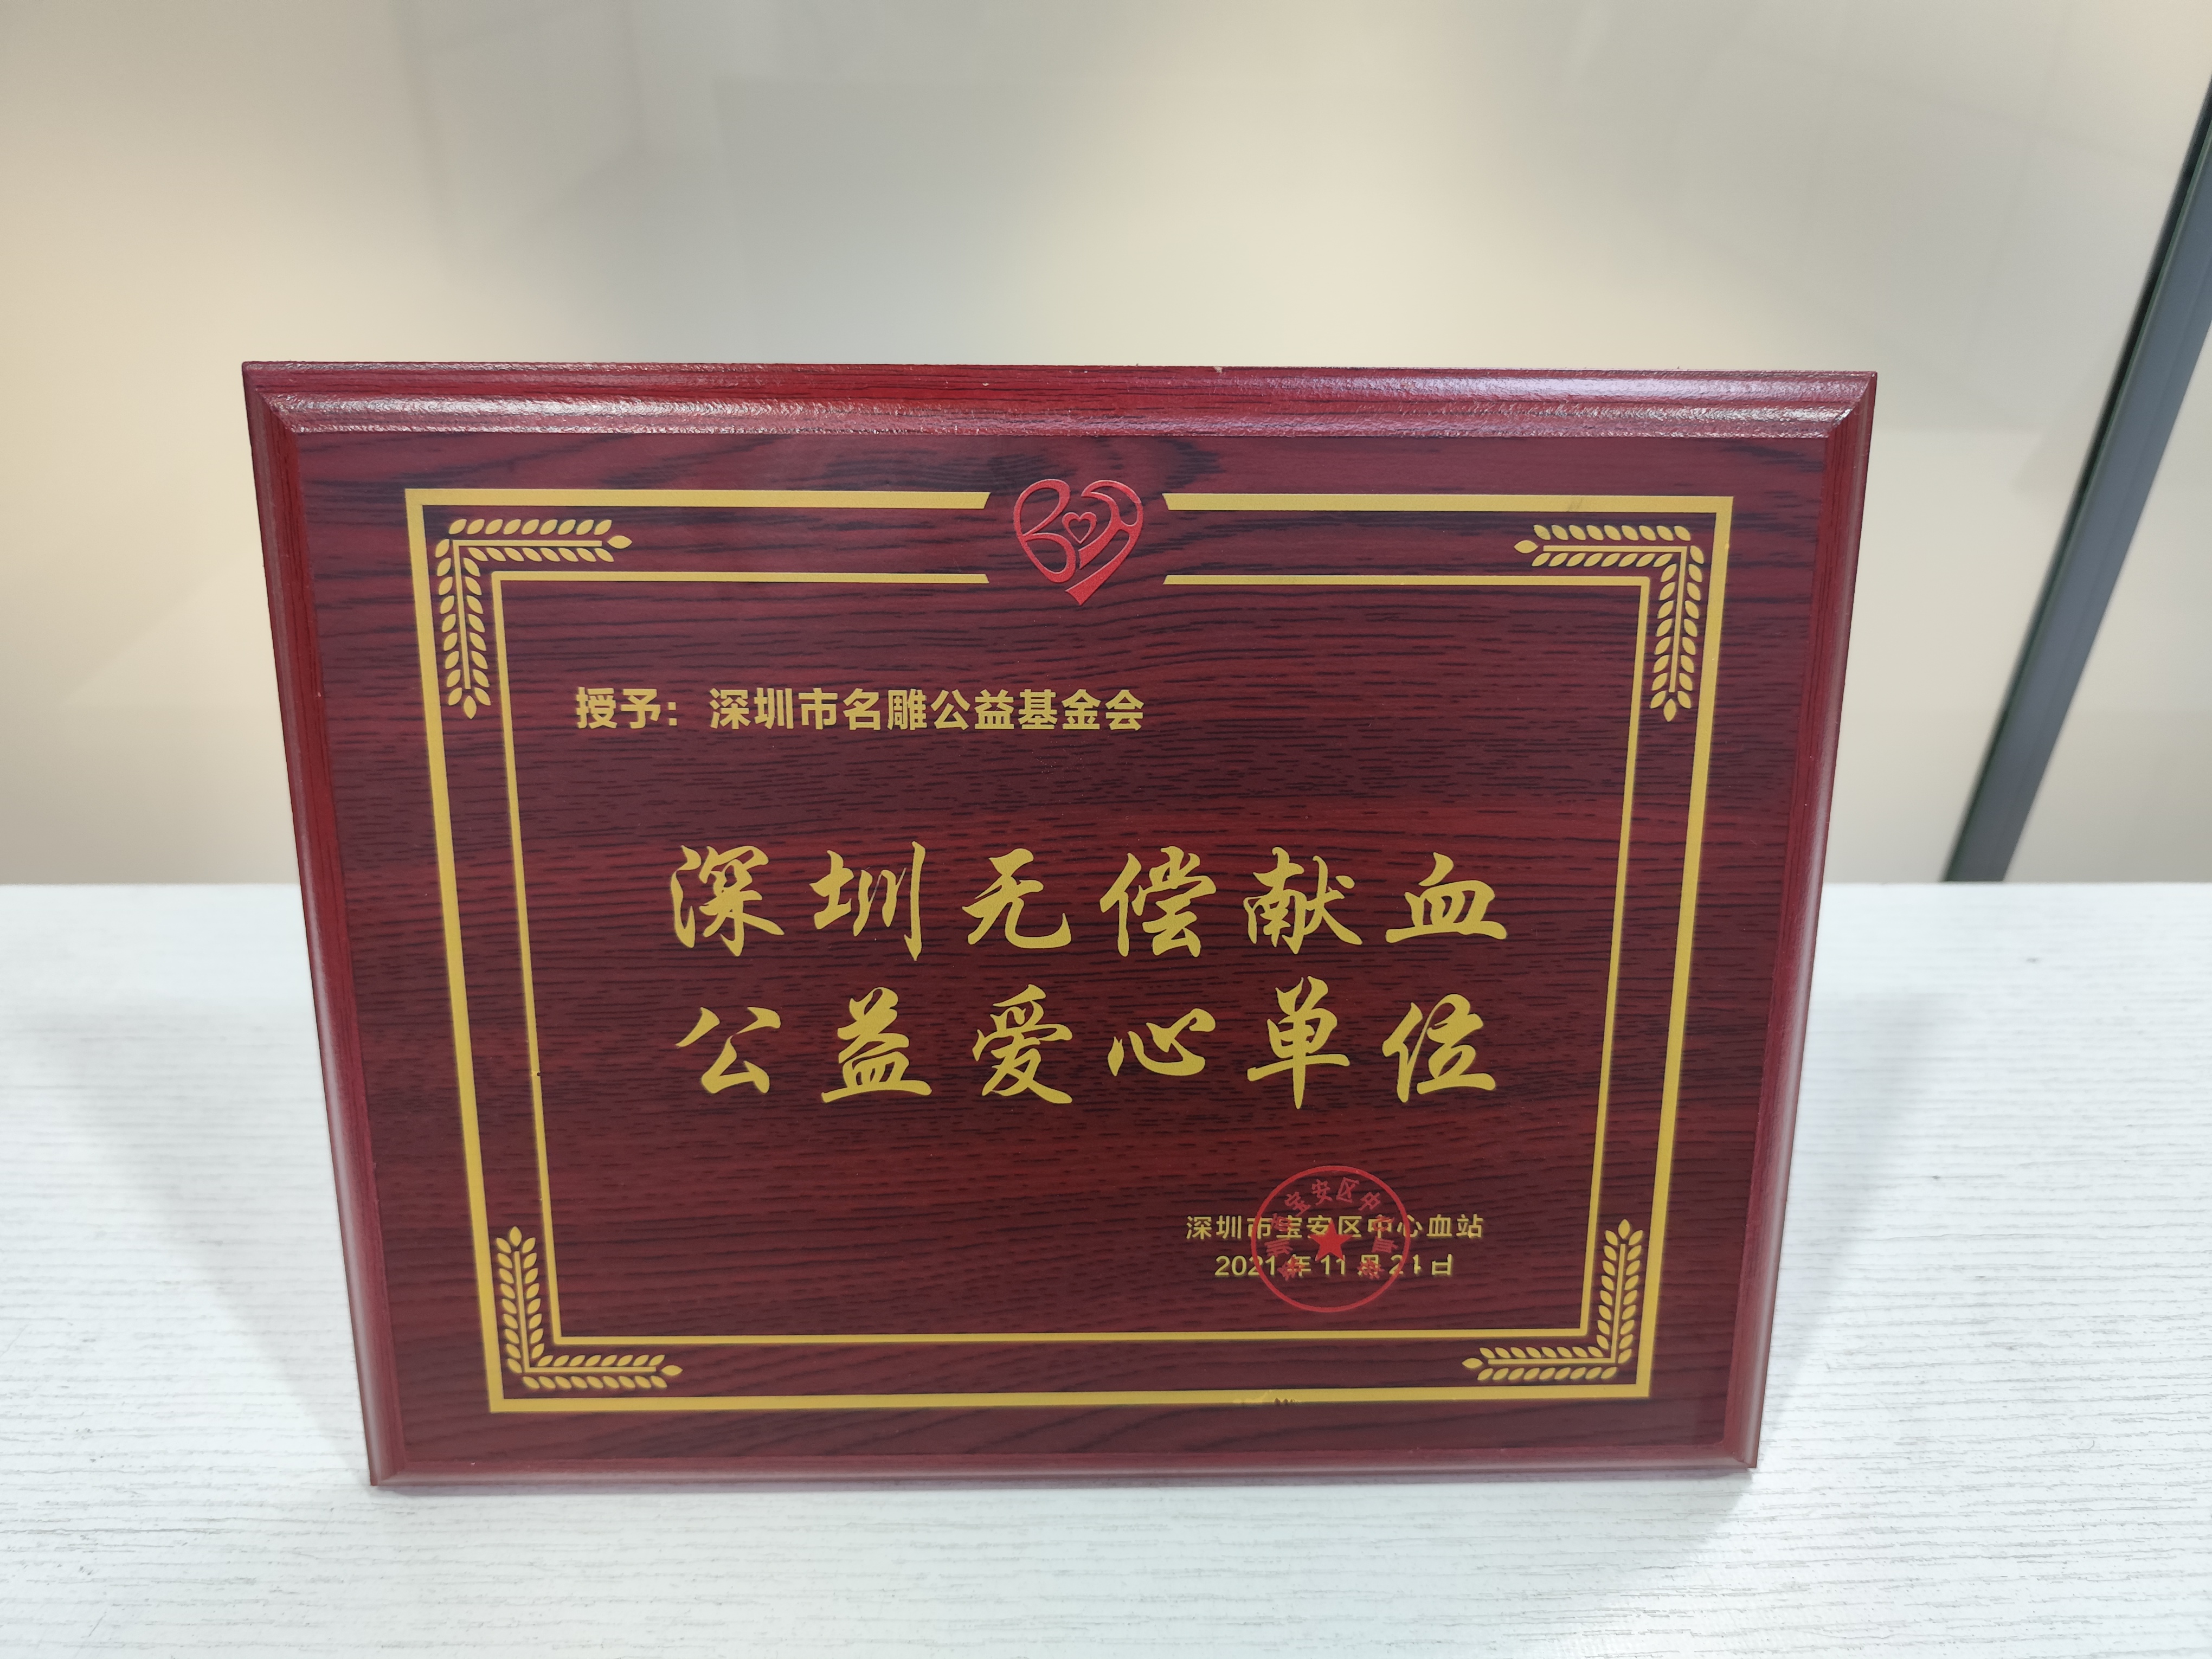 授予：深圳市名雕公益基金会
深圳无偿献血
公益爱心单位
深圳市宝安区中心血站
2021年11月21日